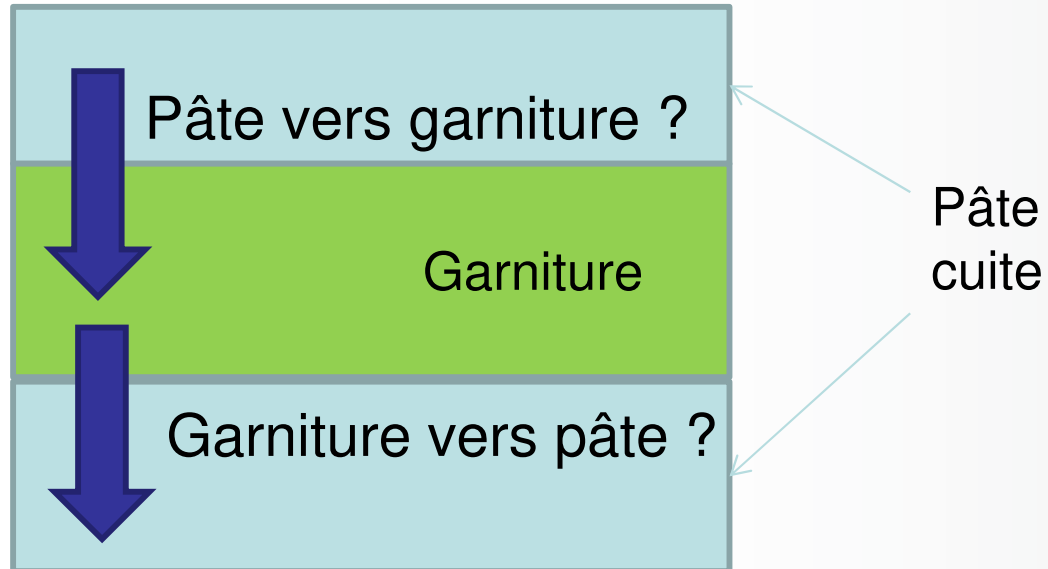 Pâte vers garniture ?
Garniture
Pâte
cuite
Garniture vers pâte ?